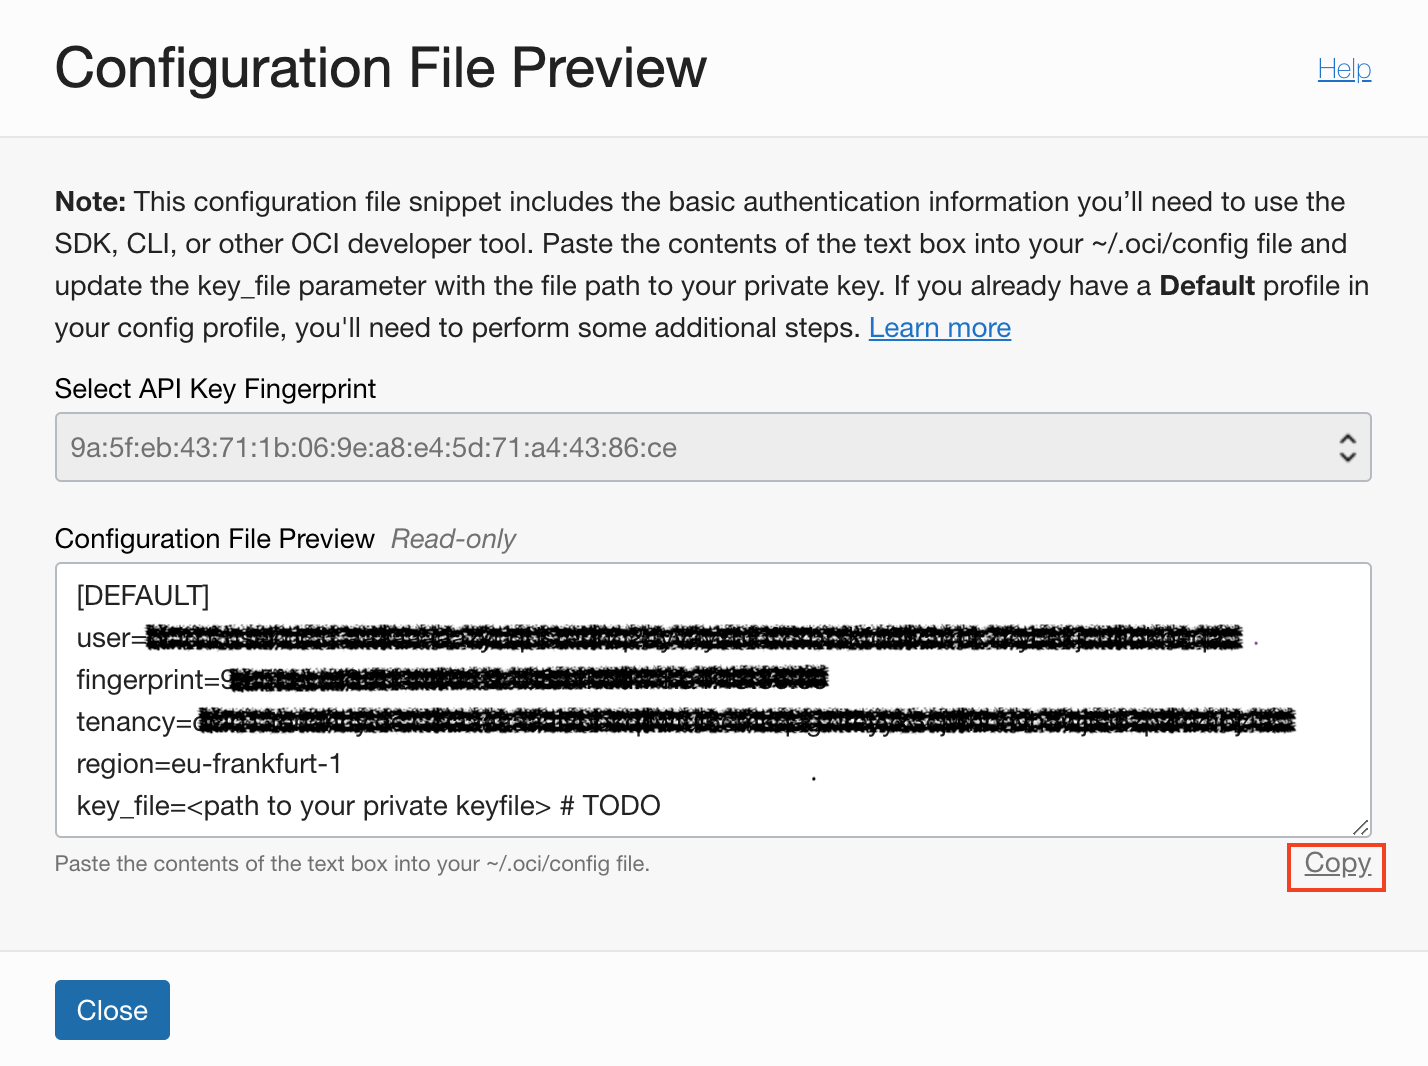 Configuration File Preview
Help
Note: This configuration file snippet includes the basic authentication information you’ll need to use the
SDK, CLI, or other OCI developer tool. Paste the contents of the text box into your ~/.oci/config file and
update the key_file parameter with the file path to your private key. If you already have a Default profile in
your config profile, you'll need to perform some additional steps. Learn more
Select API Key Fingerprint
9a:5f:eb:43:71:1b:06:9e:a8:e4:5d:71:a4:43:86:ce
Configuration File Preview Read-only
[DEFAULT]
user=
fingerprint=
tenancy=
region=eu-frankfurt-1
key_file=<path to your private keyfile> # TODO
Paste the contents of the text box into your ~/.oci/config file.
Copy
Close